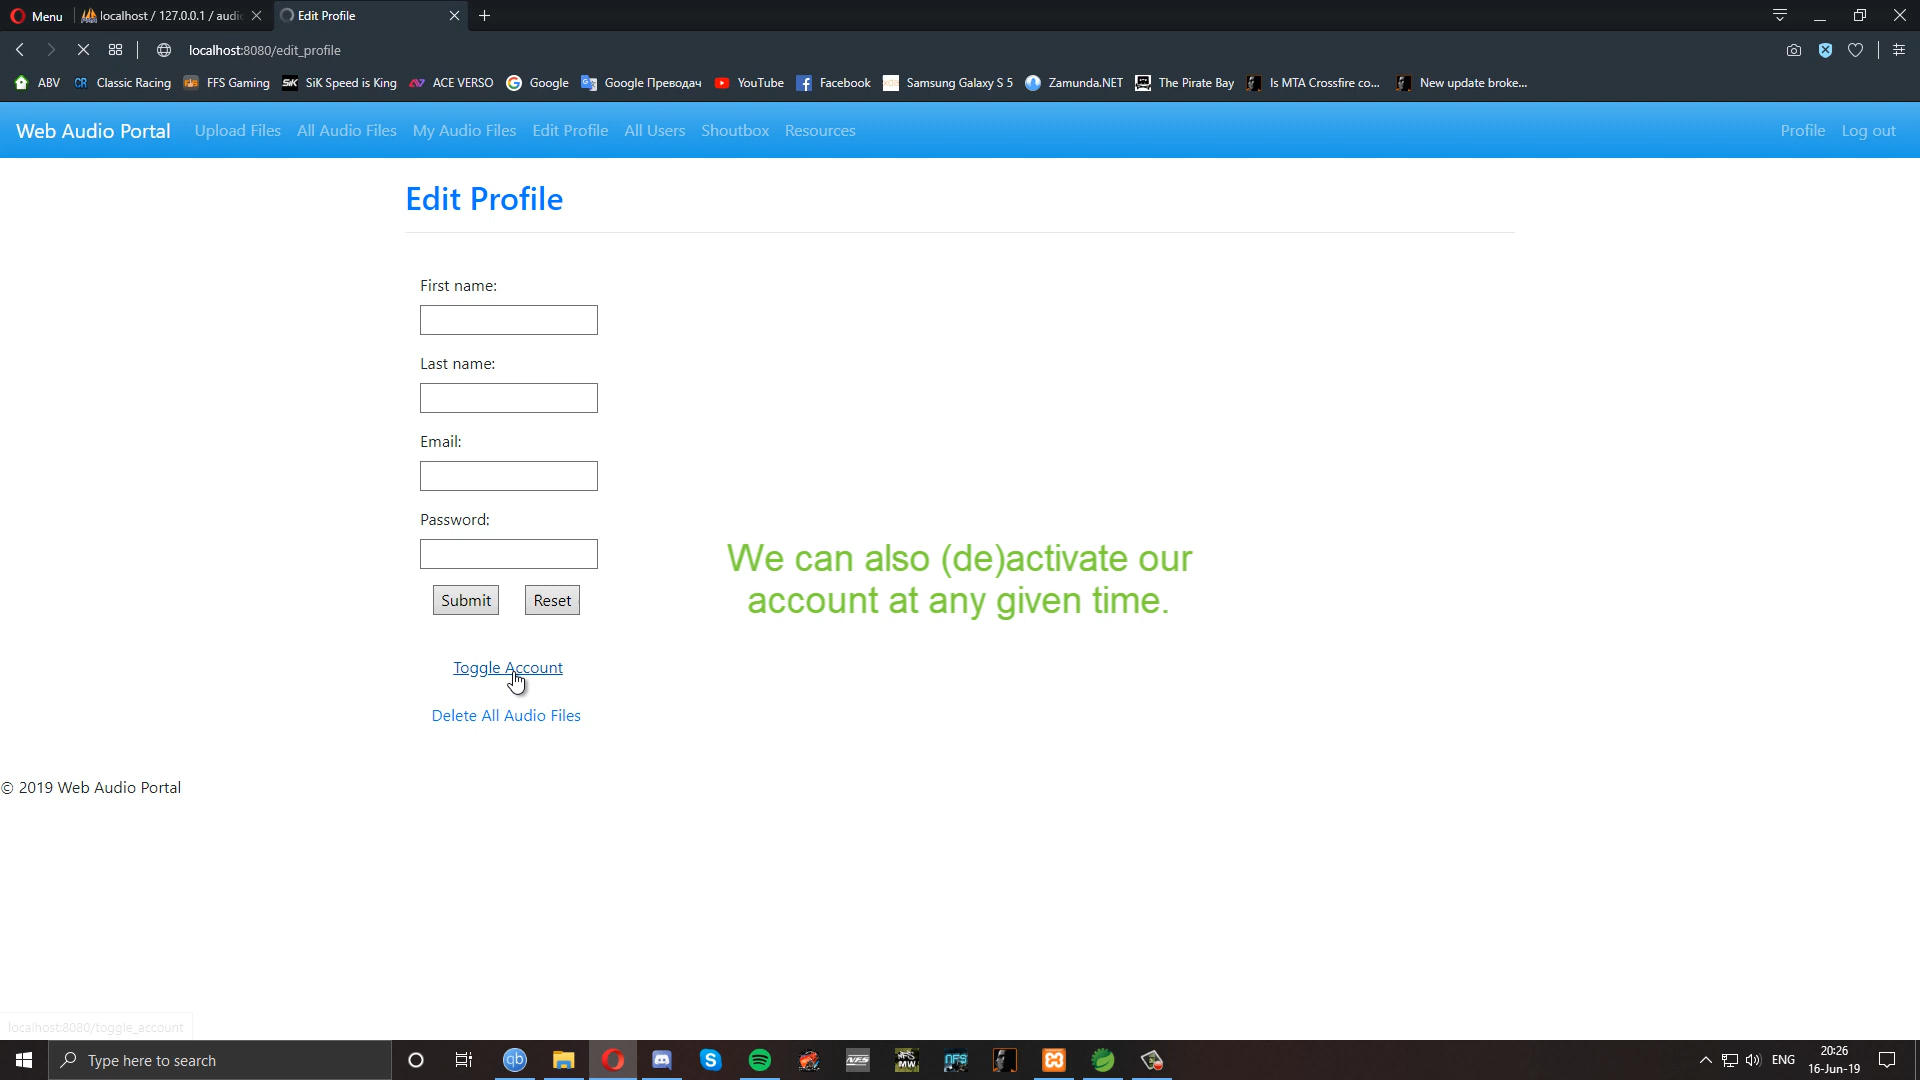 Menu localhost / 127.0.0.1 / audi Edit Profile
localhost:8080/edit_profile
ABV Classic Racing FFS Gaming SiK Speed is King ACE VERSO Google Google Преводач YouTube Facebook Samsung Galaxy S 5 Zamunda.NET The Pirate Bay Is MTA Crossfire co... New update broke...
Web Audio Portal Upload Files All Audio Files My Audio Files Edit Profile All Users Shoutbox Resources Profile Log out
Edit Profile
First name:
Last name:
Email:
Password:
Submit Reset
We can also (de)activate our
account at any given time.
Toggle Account
Delete All Audio Files
© 2019 Web Audio Portal
localhost:8080/toggle_account
Type here to search
ENG
20:26
16-Jun-19